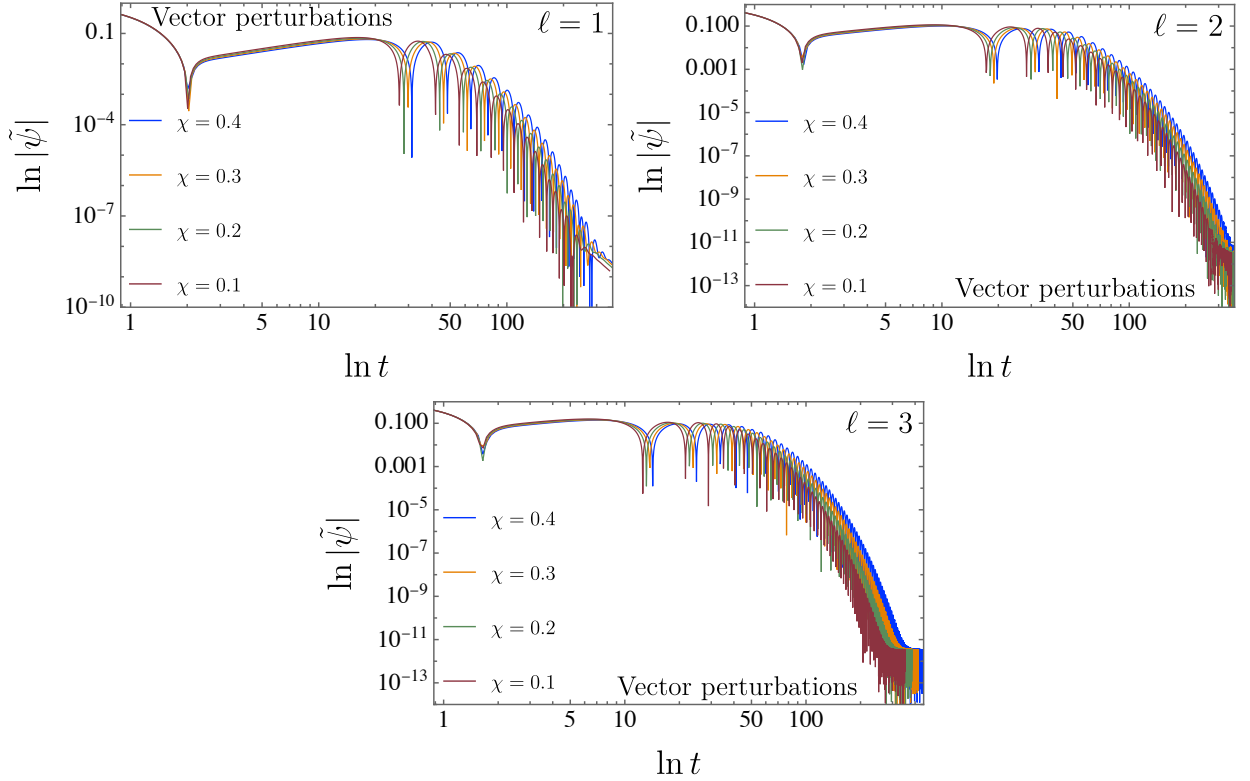 Vector perturbations
ℓ = 1
0.1
10⁻⁴
10⁻⁷
10⁻¹⁰
ln |ψ̃|
χ = 0.4
χ = 0.3
χ = 0.2
χ = 0.1
1 5 10 50 100
ln t
ℓ = 2
0.100
0.001
10⁻⁵
10⁻⁷
10⁻⁹
10⁻¹¹
10⁻¹³
ln |ψ̃|
χ = 0.4
χ = 0.3
χ = 0.2
χ = 0.1
Vector perturbations
1 5 10 50 100
ln t
ℓ = 3
0.100
0.001
10⁻⁵
10⁻⁷
10⁻⁹
10⁻¹¹
10⁻¹³
ln |ψ̃|
χ = 0.4
χ = 0.3
χ = 0.2
χ = 0.1
Vector perturbations
1 5 10 50 100
ln t